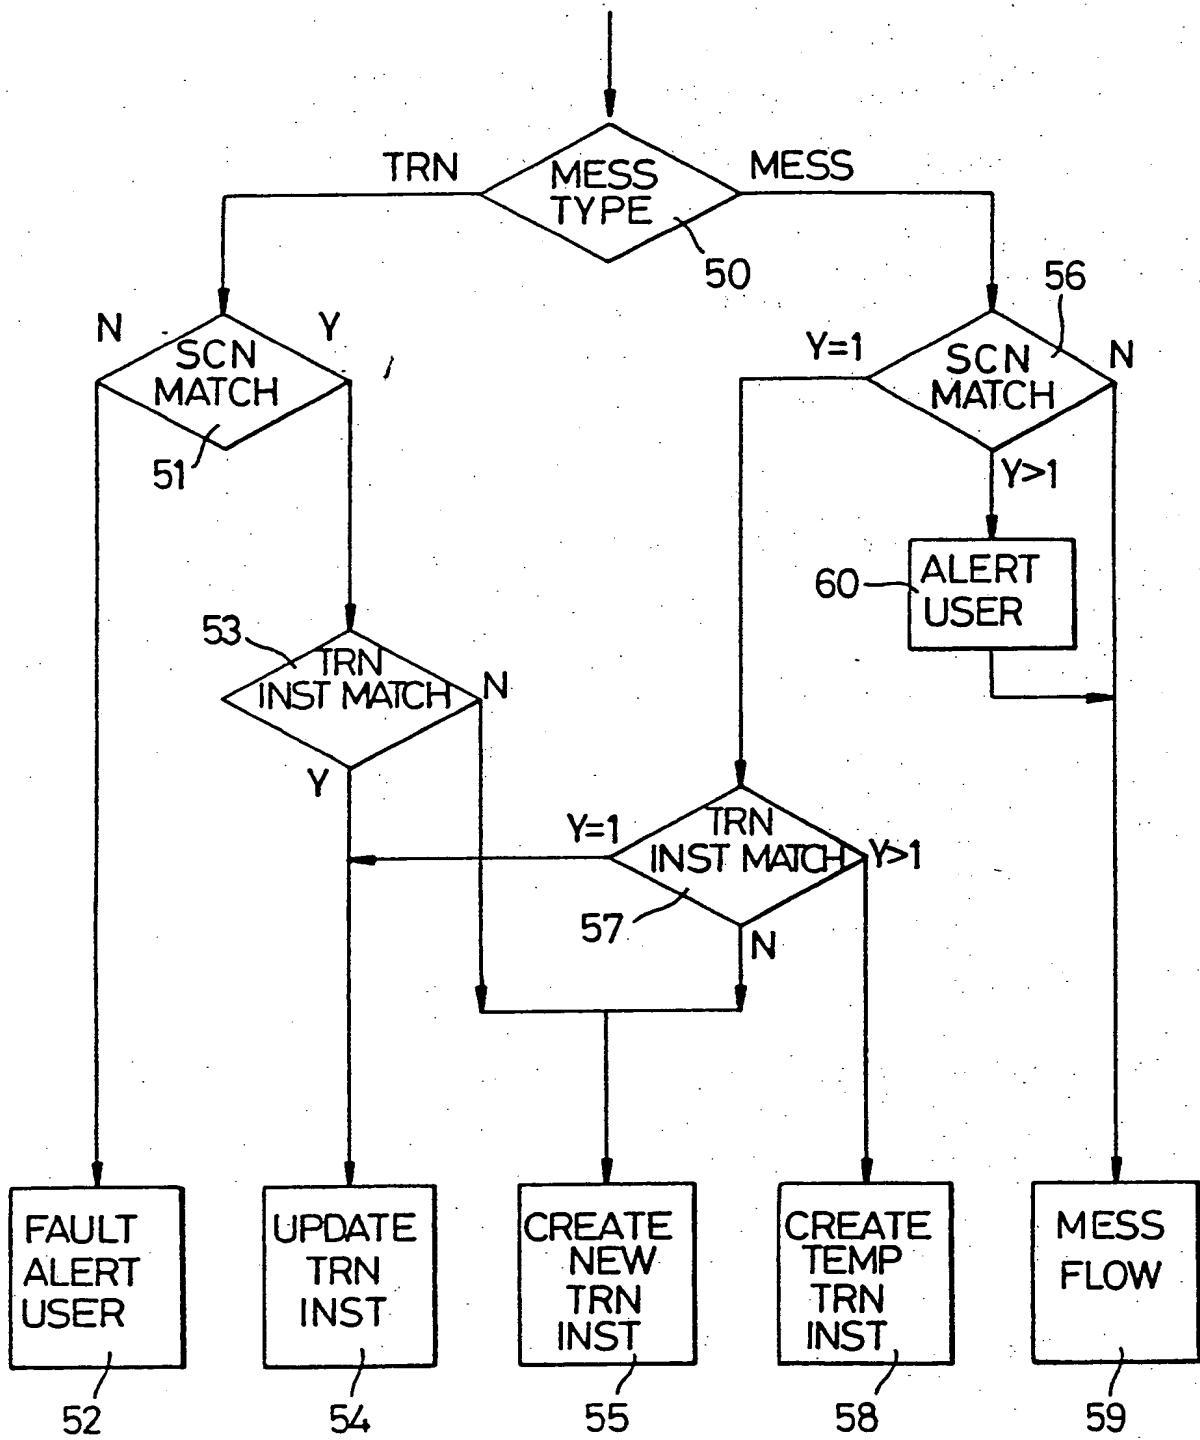 TRN
MESS
TYPE
MESS
50
N
Y
SCN
MATCH
51
56
Y=1
SCN
MATCH
N
Y>1
60
ALERT
USER
53
TRN
INST MATCH
N
Y
Y=1
TRN
INST MATCH
Y>1
57
N
FAULT
ALERT
USER
52
UPDATE
TRN
INST
54
CREATE
NEW
TRN
INST
55
CREATE
TEMP
TRN
INST
58
MESS
FLOW
59